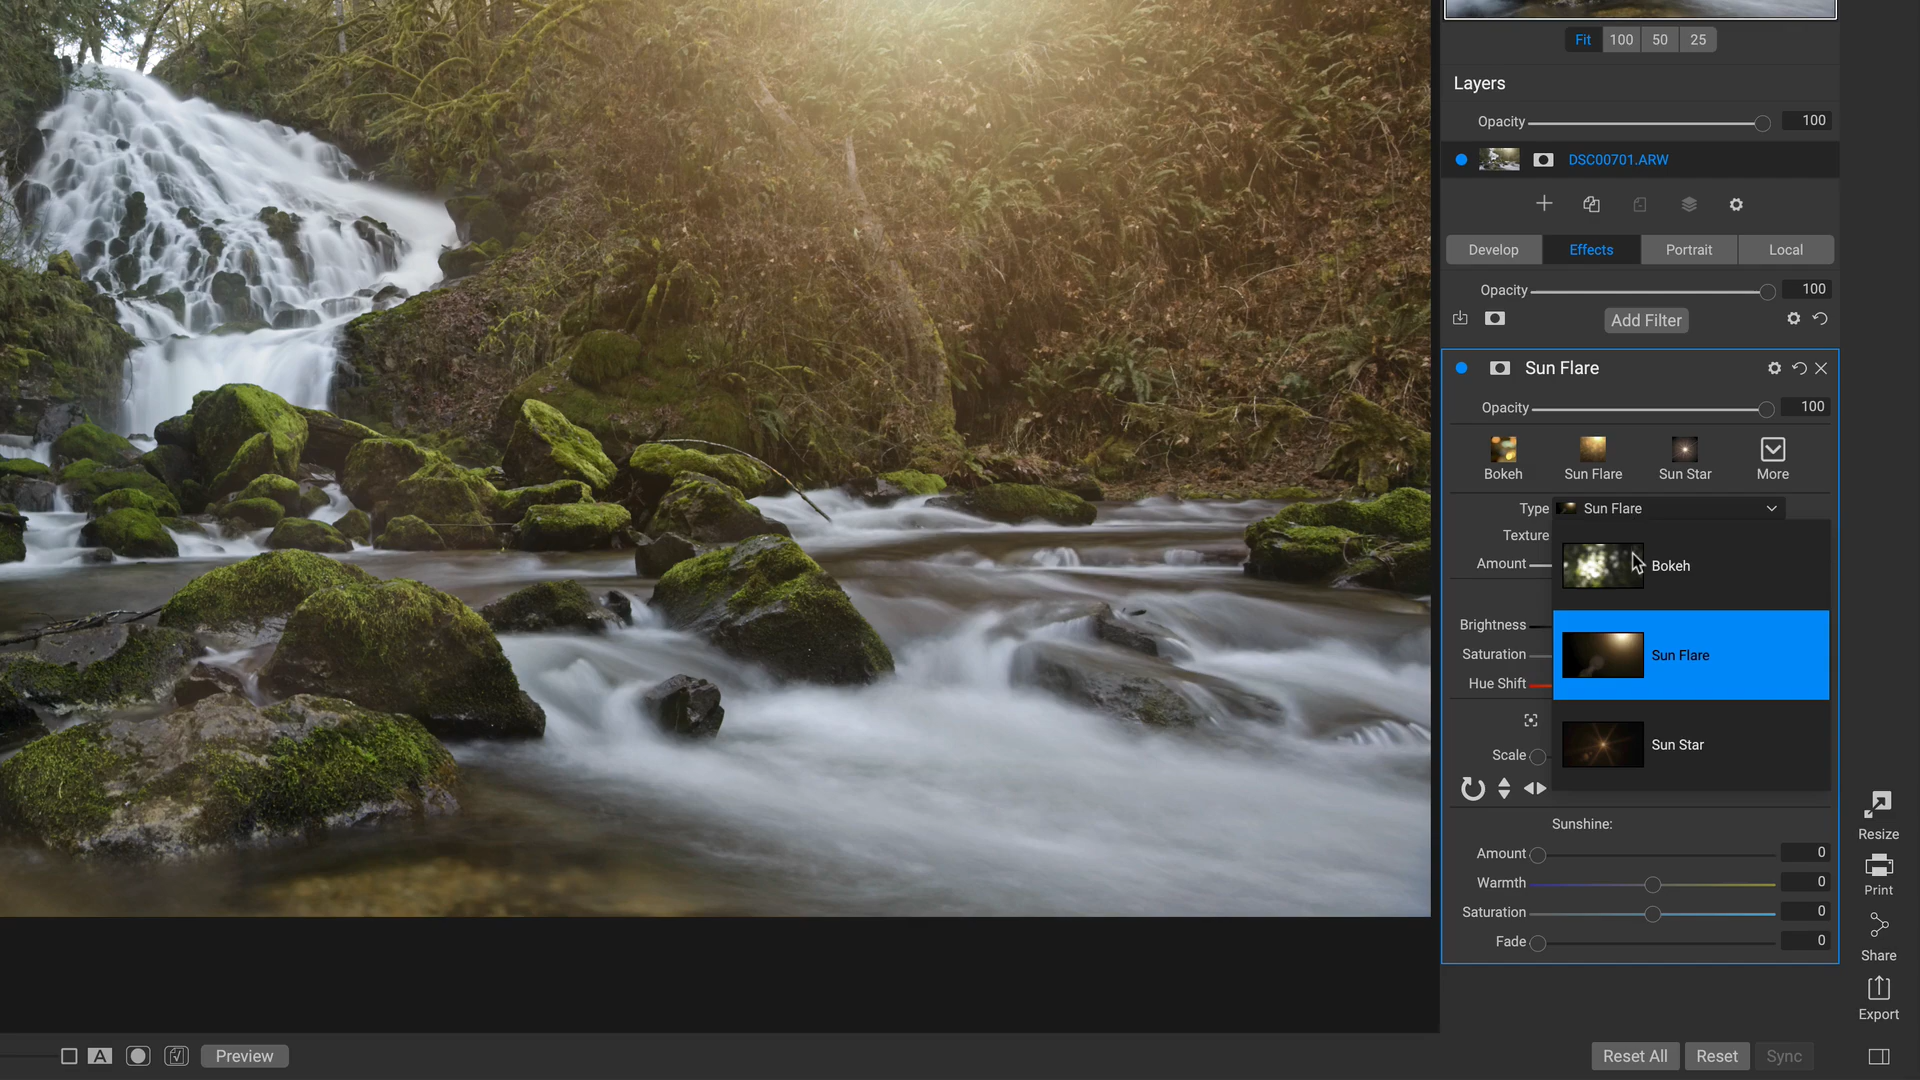 Fit 100 50 25
Layers
Opacity 100
DSC00701.ARW
Develop Effects Portrait Local
Opacity 100
Add Filter
Sun Flare
Opacity 100
Bokeh Sun Flare Sun Star More
Type Sun Flare
Texture
Bokeh
Amount
Brightness
Saturation Sun Flare
Hue Shift
Sun Star
Scale
Sunshine:
Amount 0
Warmth 0
Saturation 0
Fade 0
Resize
Print
Share
Export
A Preview Reset All Reset Sync